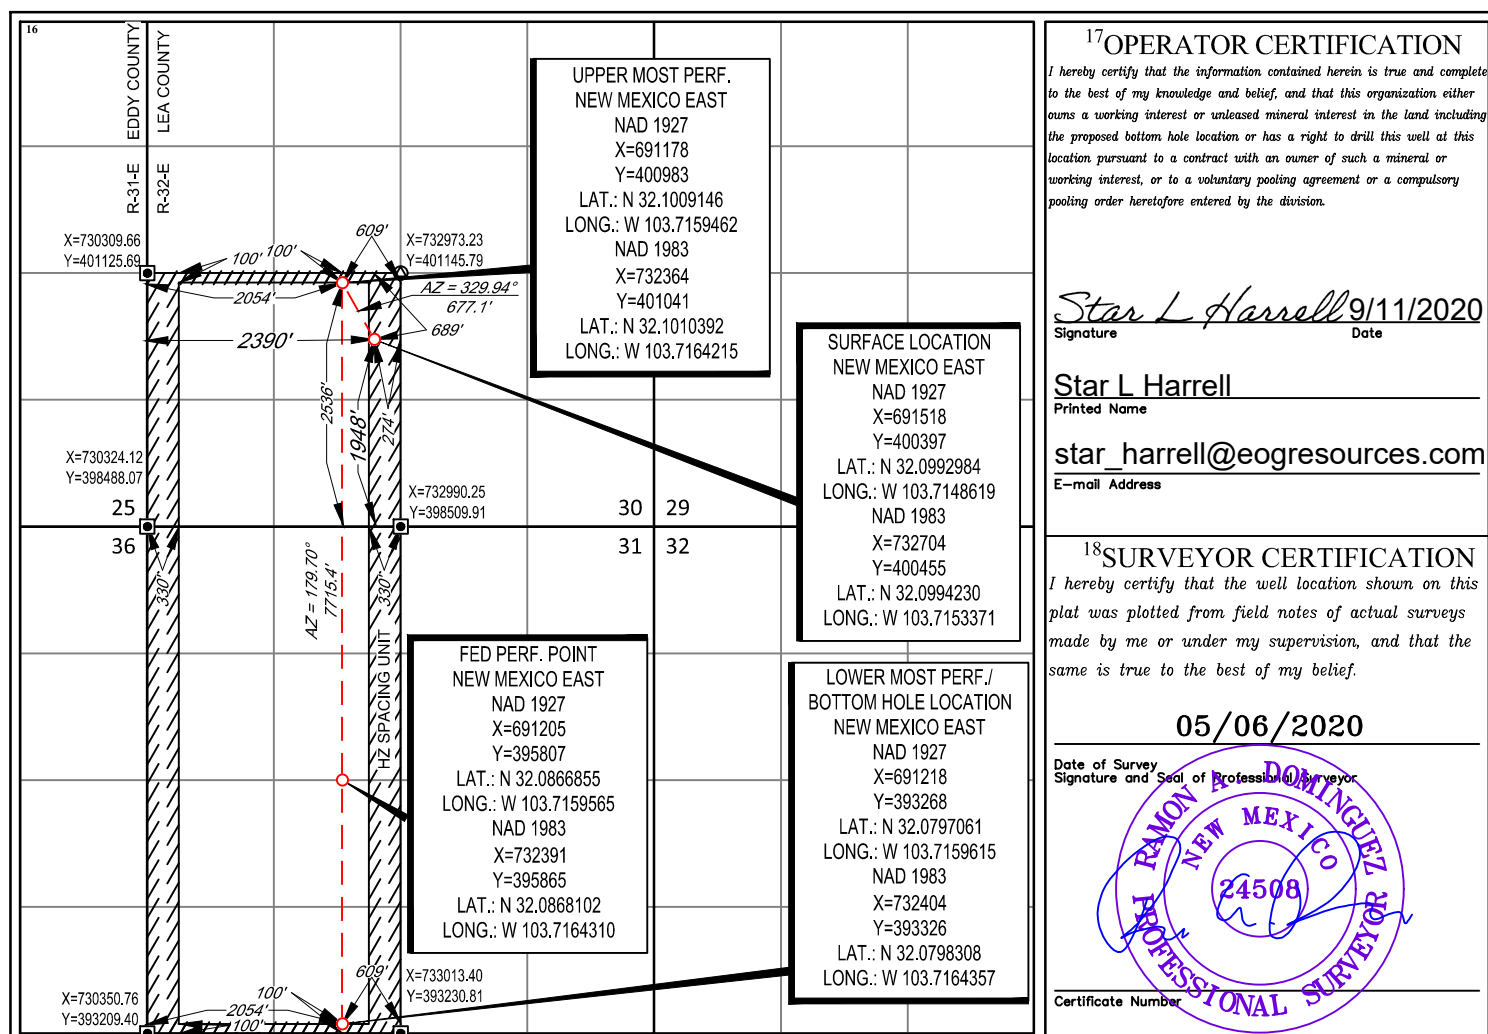 16
EDDY COUNTY
LEA COUNTY
R-31-E
R-32-E
X=730309.66
Y=401125.69
100'
100'
609'
X=732973.23
Y=401145.79
2054'
AZ = 329.94°
677.1'
689'
2390'
2536'
1948'
274'
X=730324.12
Y=398488.07
X=732990.25
Y=398509.91
25
30
29
36
31
32
330'
330'
AZ = 179.70°
7715.4'
HZ SPACING UNIT
X=730350.76
Y=393209.40
100'
2054'
100'
609'
X=733013.40
Y=393230.81
UPPER MOST PERF.
NEW MEXICO EAST
NAD 1927
X=691178
Y=400983
LAT.: N 32.1009146
LONG.: W 103.7159462
NAD 1983
X=732364
Y=401041
LAT.: N 32.1010392
LONG.: W 103.7164215
SURFACE LOCATION
NEW MEXICO EAST
NAD 1927
X=691518
Y=400397
LAT.: N 32.0992984
LONG.: W 103.7148619
NAD 1983
X=732704
Y=400455
LAT.: N 32.0994230
LONG.: W 103.7153371
FED PERF. POINT
NEW MEXICO EAST
NAD 1927
X=691205
Y=395807
LAT.: N 32.0866855
LONG.: W 103.7159565
NAD 1983
X=732391
Y=395865
LAT.: N 32.0868102
LONG.: W 103.7164310
LOWER MOST PERF./
BOTTOM HOLE LOCATION
NEW MEXICO EAST
NAD 1927
X=691218
Y=393268
LAT.: N 32.0797061
LONG.: W 103.7159615
NAD 1983
X=732404
Y=393326
LAT.: N 32.0798308
LONG.: W 103.7164357
17 OPERATOR CERTIFICATION
I hereby certify that the information contained herein is true and complete
to the best of my knowledge and belief, and that this organization either
owns a working interest or unleased mineral interest in the land including
the proposed bottom hole location or has a right to drill this well at this
location pursuant to a contract with an owner of such a mineral or
working interest, or to a voluntary pooling agreement or a compulsory
pooling order heretofore entered by the division.
Star L Harrell 9/11/2020
Signature Date
Star L Harrell
Printed Name
star_harrell@eogresources.com
E-mail Address
18 SURVEYOR CERTIFICATION
I hereby certify that the well location shown on this
plat was plotted from field notes of actual surveys
made by me or under my supervision, and that the
same is true to the best of my belief.
05/06/2020
Date of Survey
Signature and Seal of Professional Surveyor
RAMON A. DOMINGUEZ
NEW MEXICO
24508
PROFESSIONAL SURVEYOR
Certificate Number